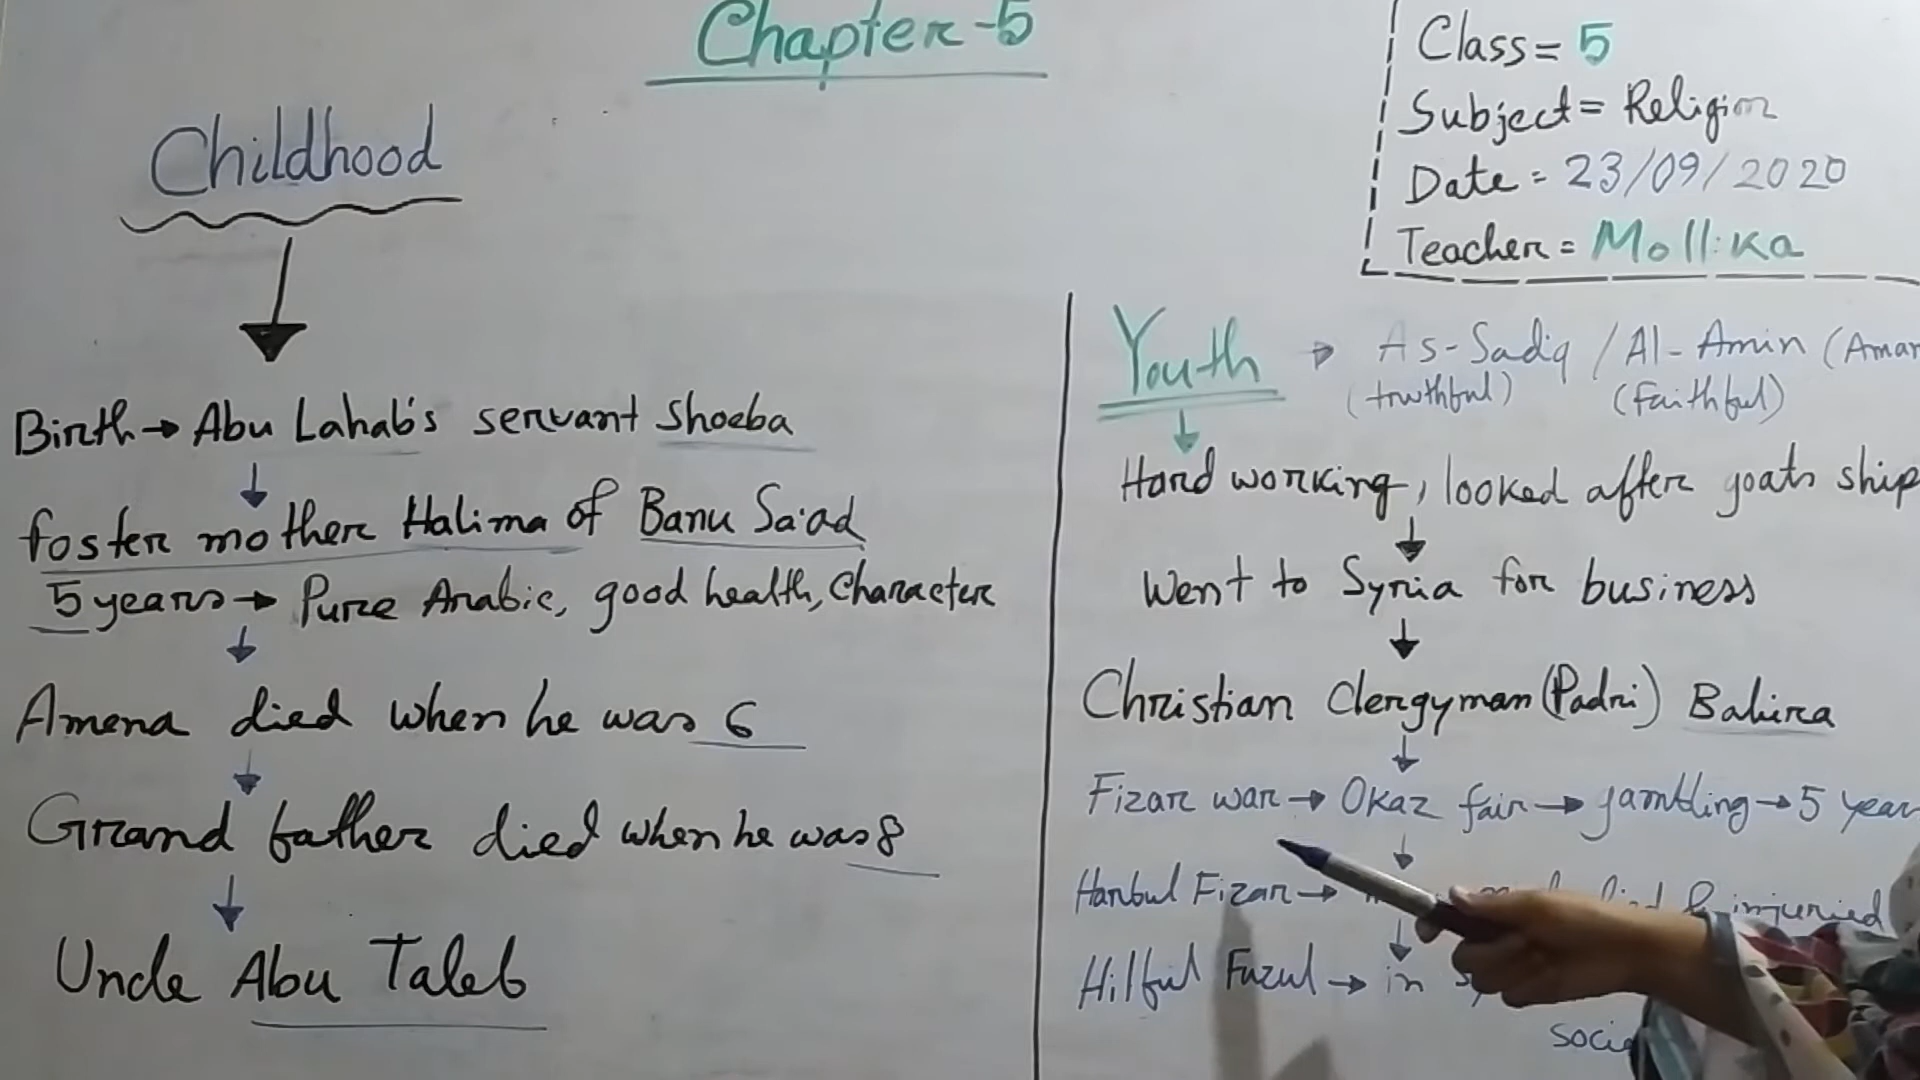 Chapter-5
Class = 5
Subject = Religion
Date = 23/09/2020
Teacher = Mollika
Childhood
Birth → Abu Lahab's servant Shoeba
foster mother Halima of Banu Sa'ad
5 years → Pure Arabic, good health, Character
Amena died when he was 6
Grand father died when he was 8
Uncle Abu Taleb
Youth → As-Sadiq / Al-Amin (
(truthful) (Faithful)
Hard working, looked after goats ship
Went to Syria for business
Christian Clergyman (Padri) Bahira
Fizar war → Okaz fair → gambling → 5 year
Harbul Fizar → & injuried
Hilful Fuzul → in